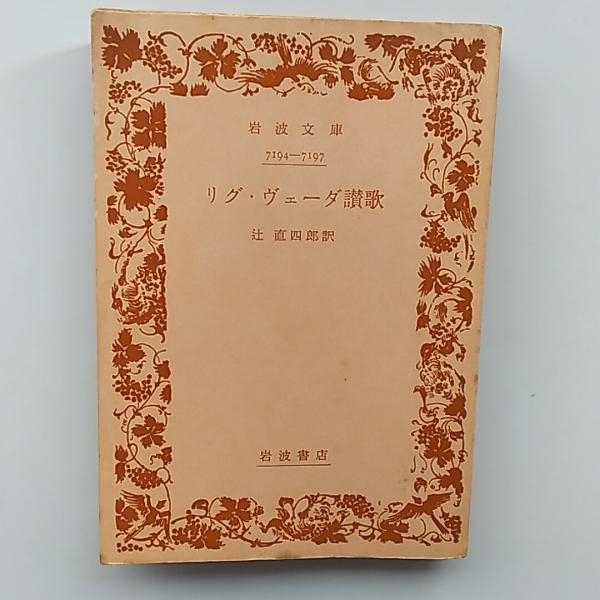 岩波文庫
7194—7197
リグ・ヴェーダ讃歌
辻 直四郎訳
岩波書店